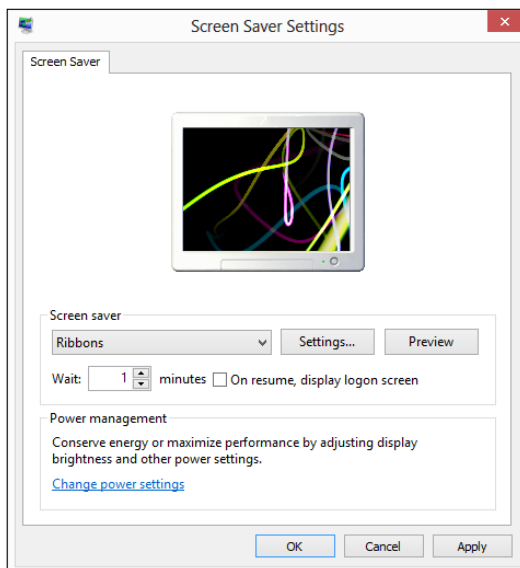 Screen Saver Settings
Screen Saver
Screen saver
Ribbons Settings... Preview
Wait: 1 minutes On resume, display logon screen
Power management
Conserve energy or maximize performance by adjusting display
brightness and other power settings.
Change power settings
OK Cancel Apply